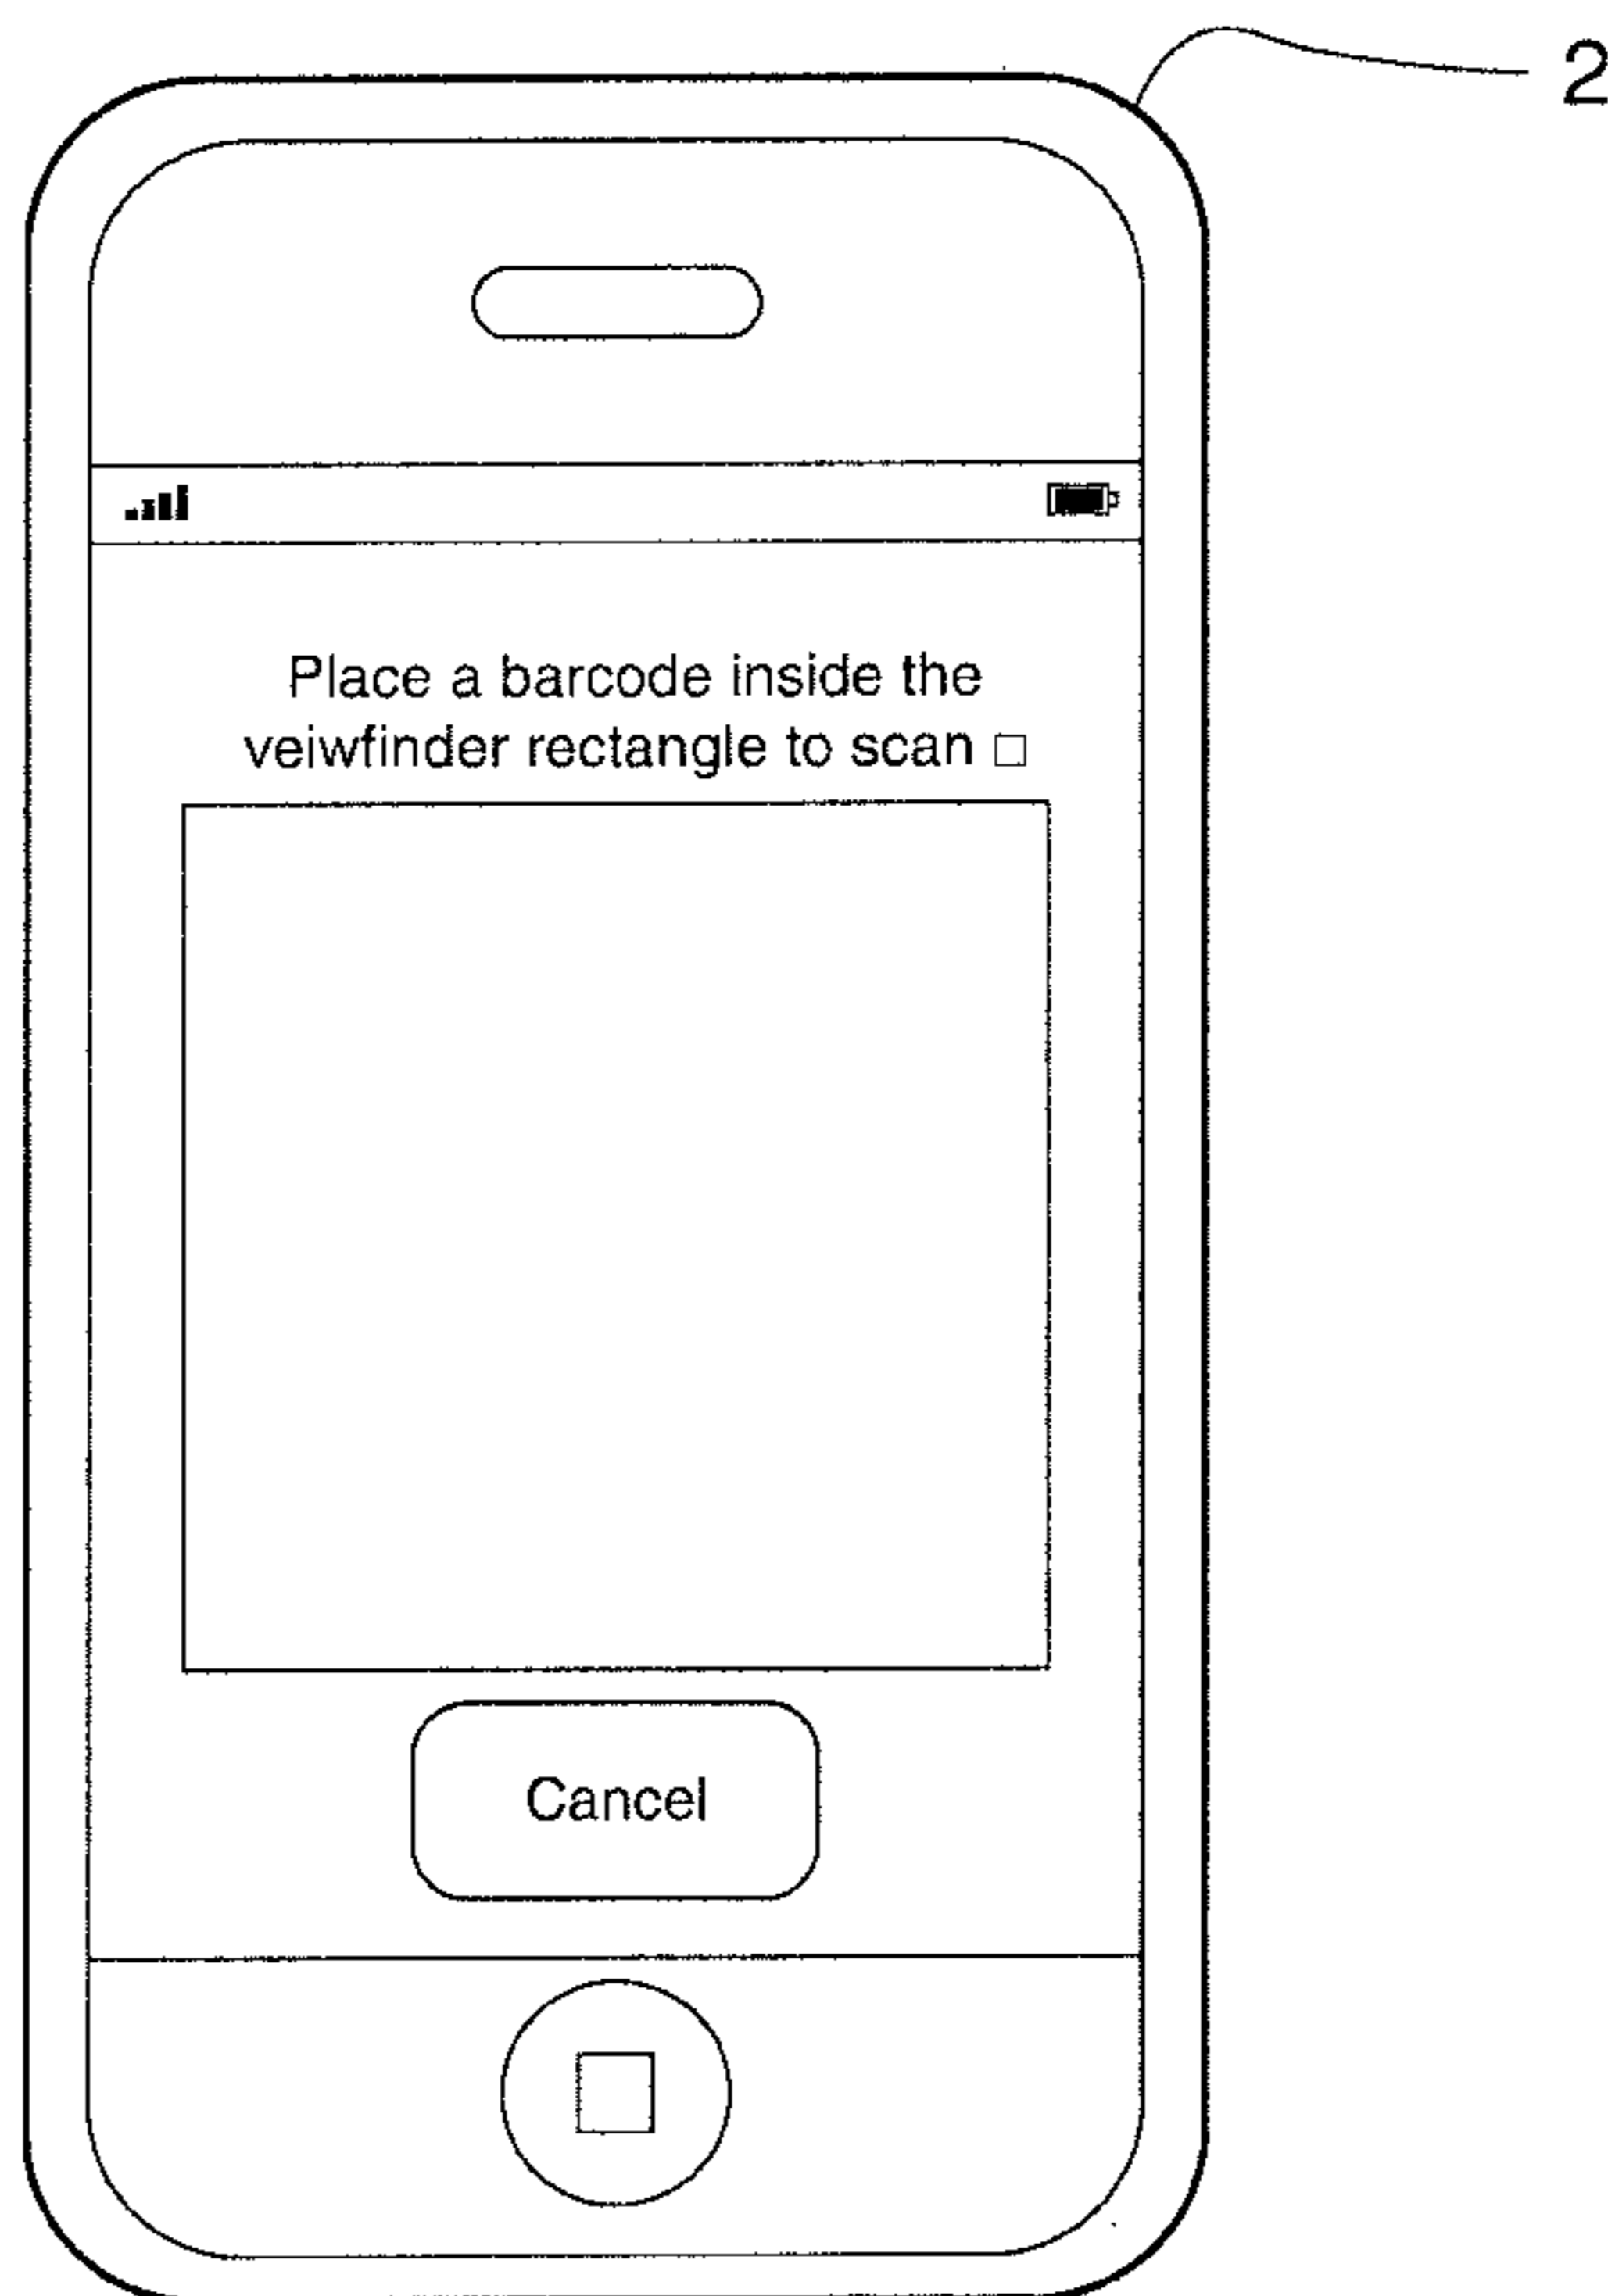 2
Place a barcode inside the
veiwfinder rectangle to scan □
Cancel